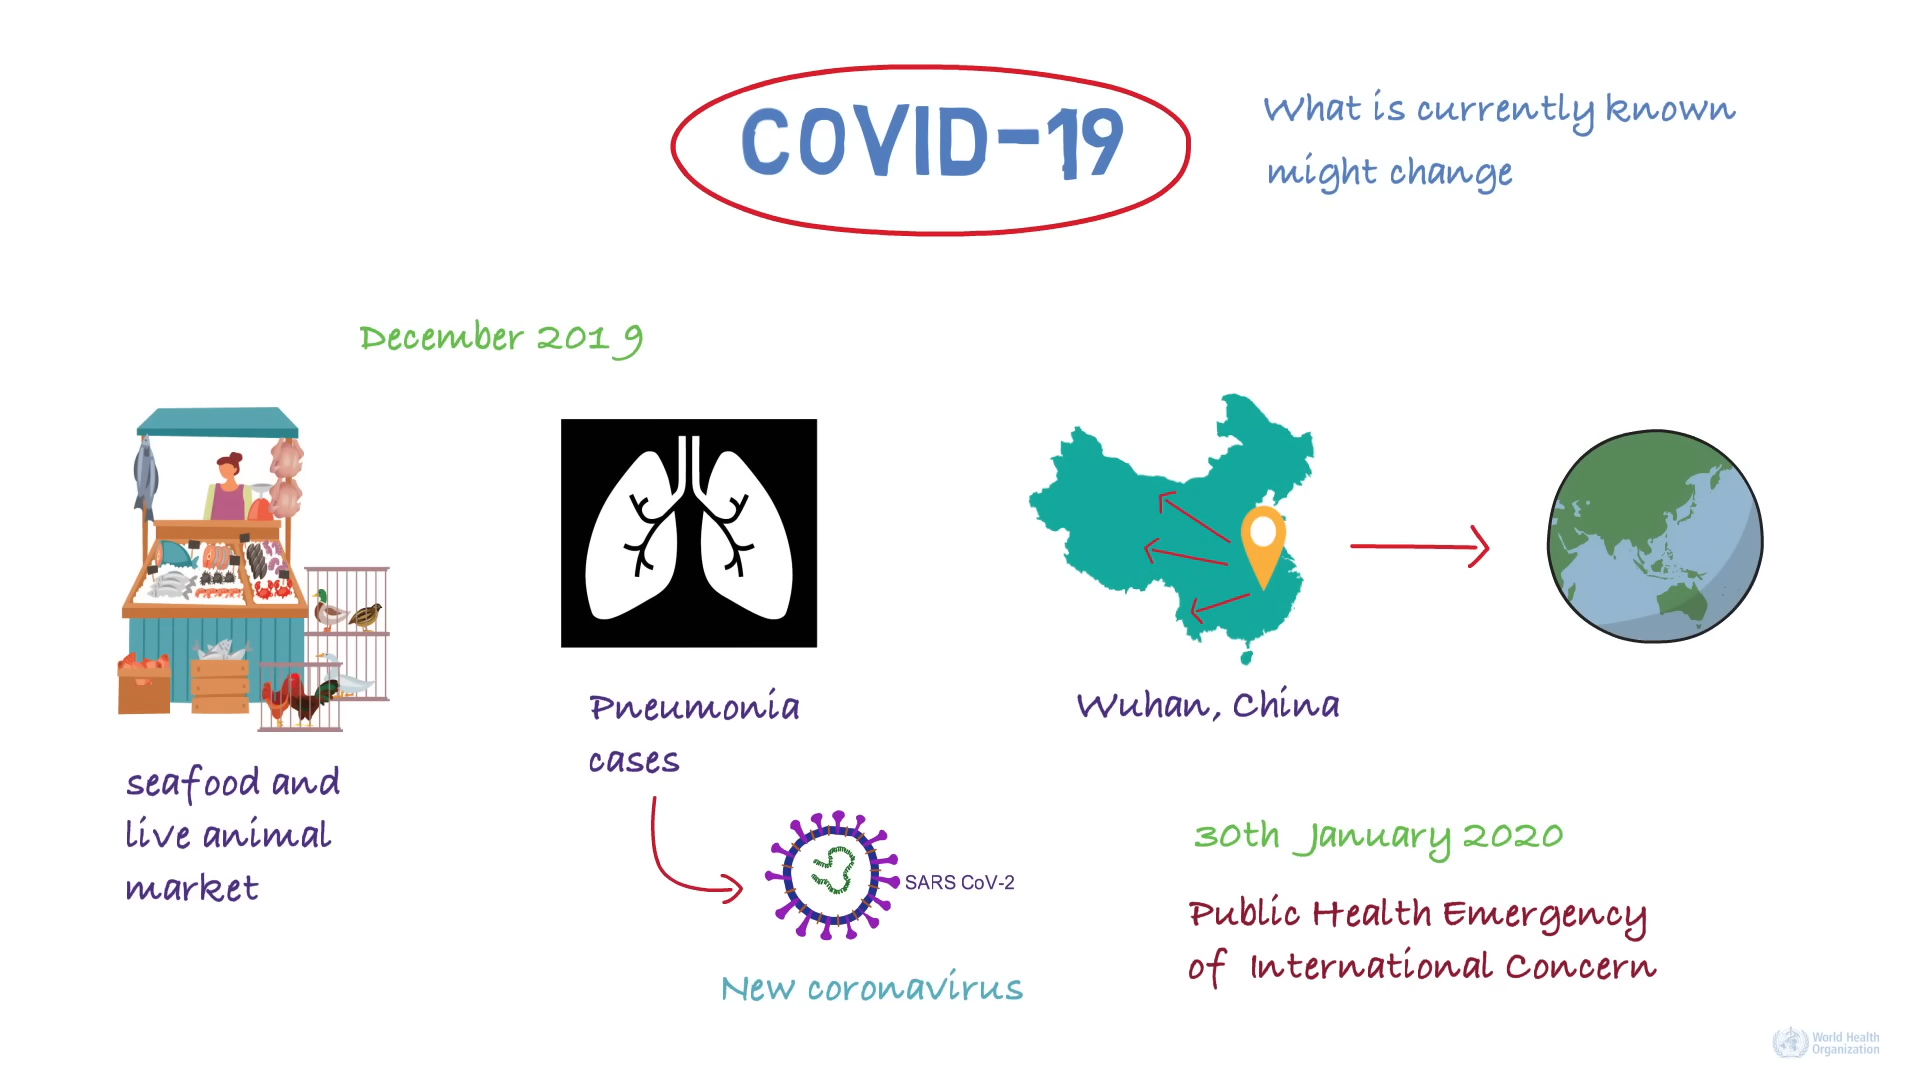 COVID-19
What is currently known
might change
December 2019
seafood and
live animal
market
Pneumonia
cases
SARS CoV-2
New coronavirus
Wuhan, China
30th January 2020
Public Health Emergency
of International Concern
World Health
Organization